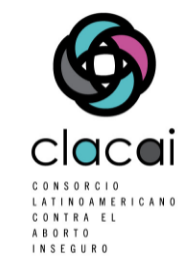 clacai
CONSORCIO
LATINOAMERICANO
CONTRA EL
ABORTO
INSEGURO